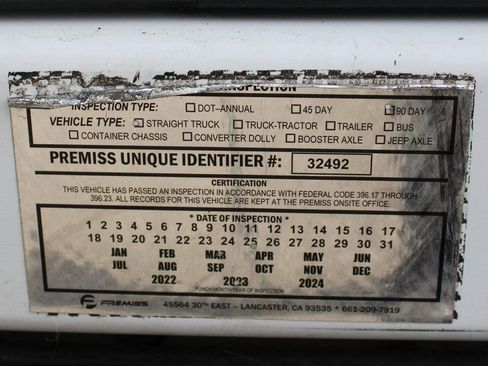 INSPECTION
INSPECTION TYPE: DOT–ANNUAL 45 DAY 90 DAY
VEHICLE TYPE: STRAIGHT TRUCK TRUCK-TRACTOR TRAILER BUS
CONTAINER CHASSIS CONVERTER DOLLY BOOSTER AXLE JEEP AXLE
PREMISS UNIQUE IDENTIFIER #: 32492
CERTIFICATION
THIS VEHICLE HAS PASSED AN INSPECTION IN ACCORDANCE WITH FEDERAL CODE 396.17 THROUGH
396.23. ALL RECORDS FOR THIS VEHICLE ARE KEPT AT THE PREMISS ONSITE OFFICE.
* DATE OF INSPECTION *
1 2 3 4 5 6 7 8 9 10 11 12 13 14 15 16 17
18 19 20 21 22 23 24 25 26 27 28 29 30 31
JAN FEB MAR APR MAY JUN
JUL AUG SEP OCT NOV DEC
2022 2023 2024
PUNCH MONTH/YEAR OF INSPECTION
PREMISS 45564 30TH EAST – LANCASTER, CA 93535 * 661-209-7919